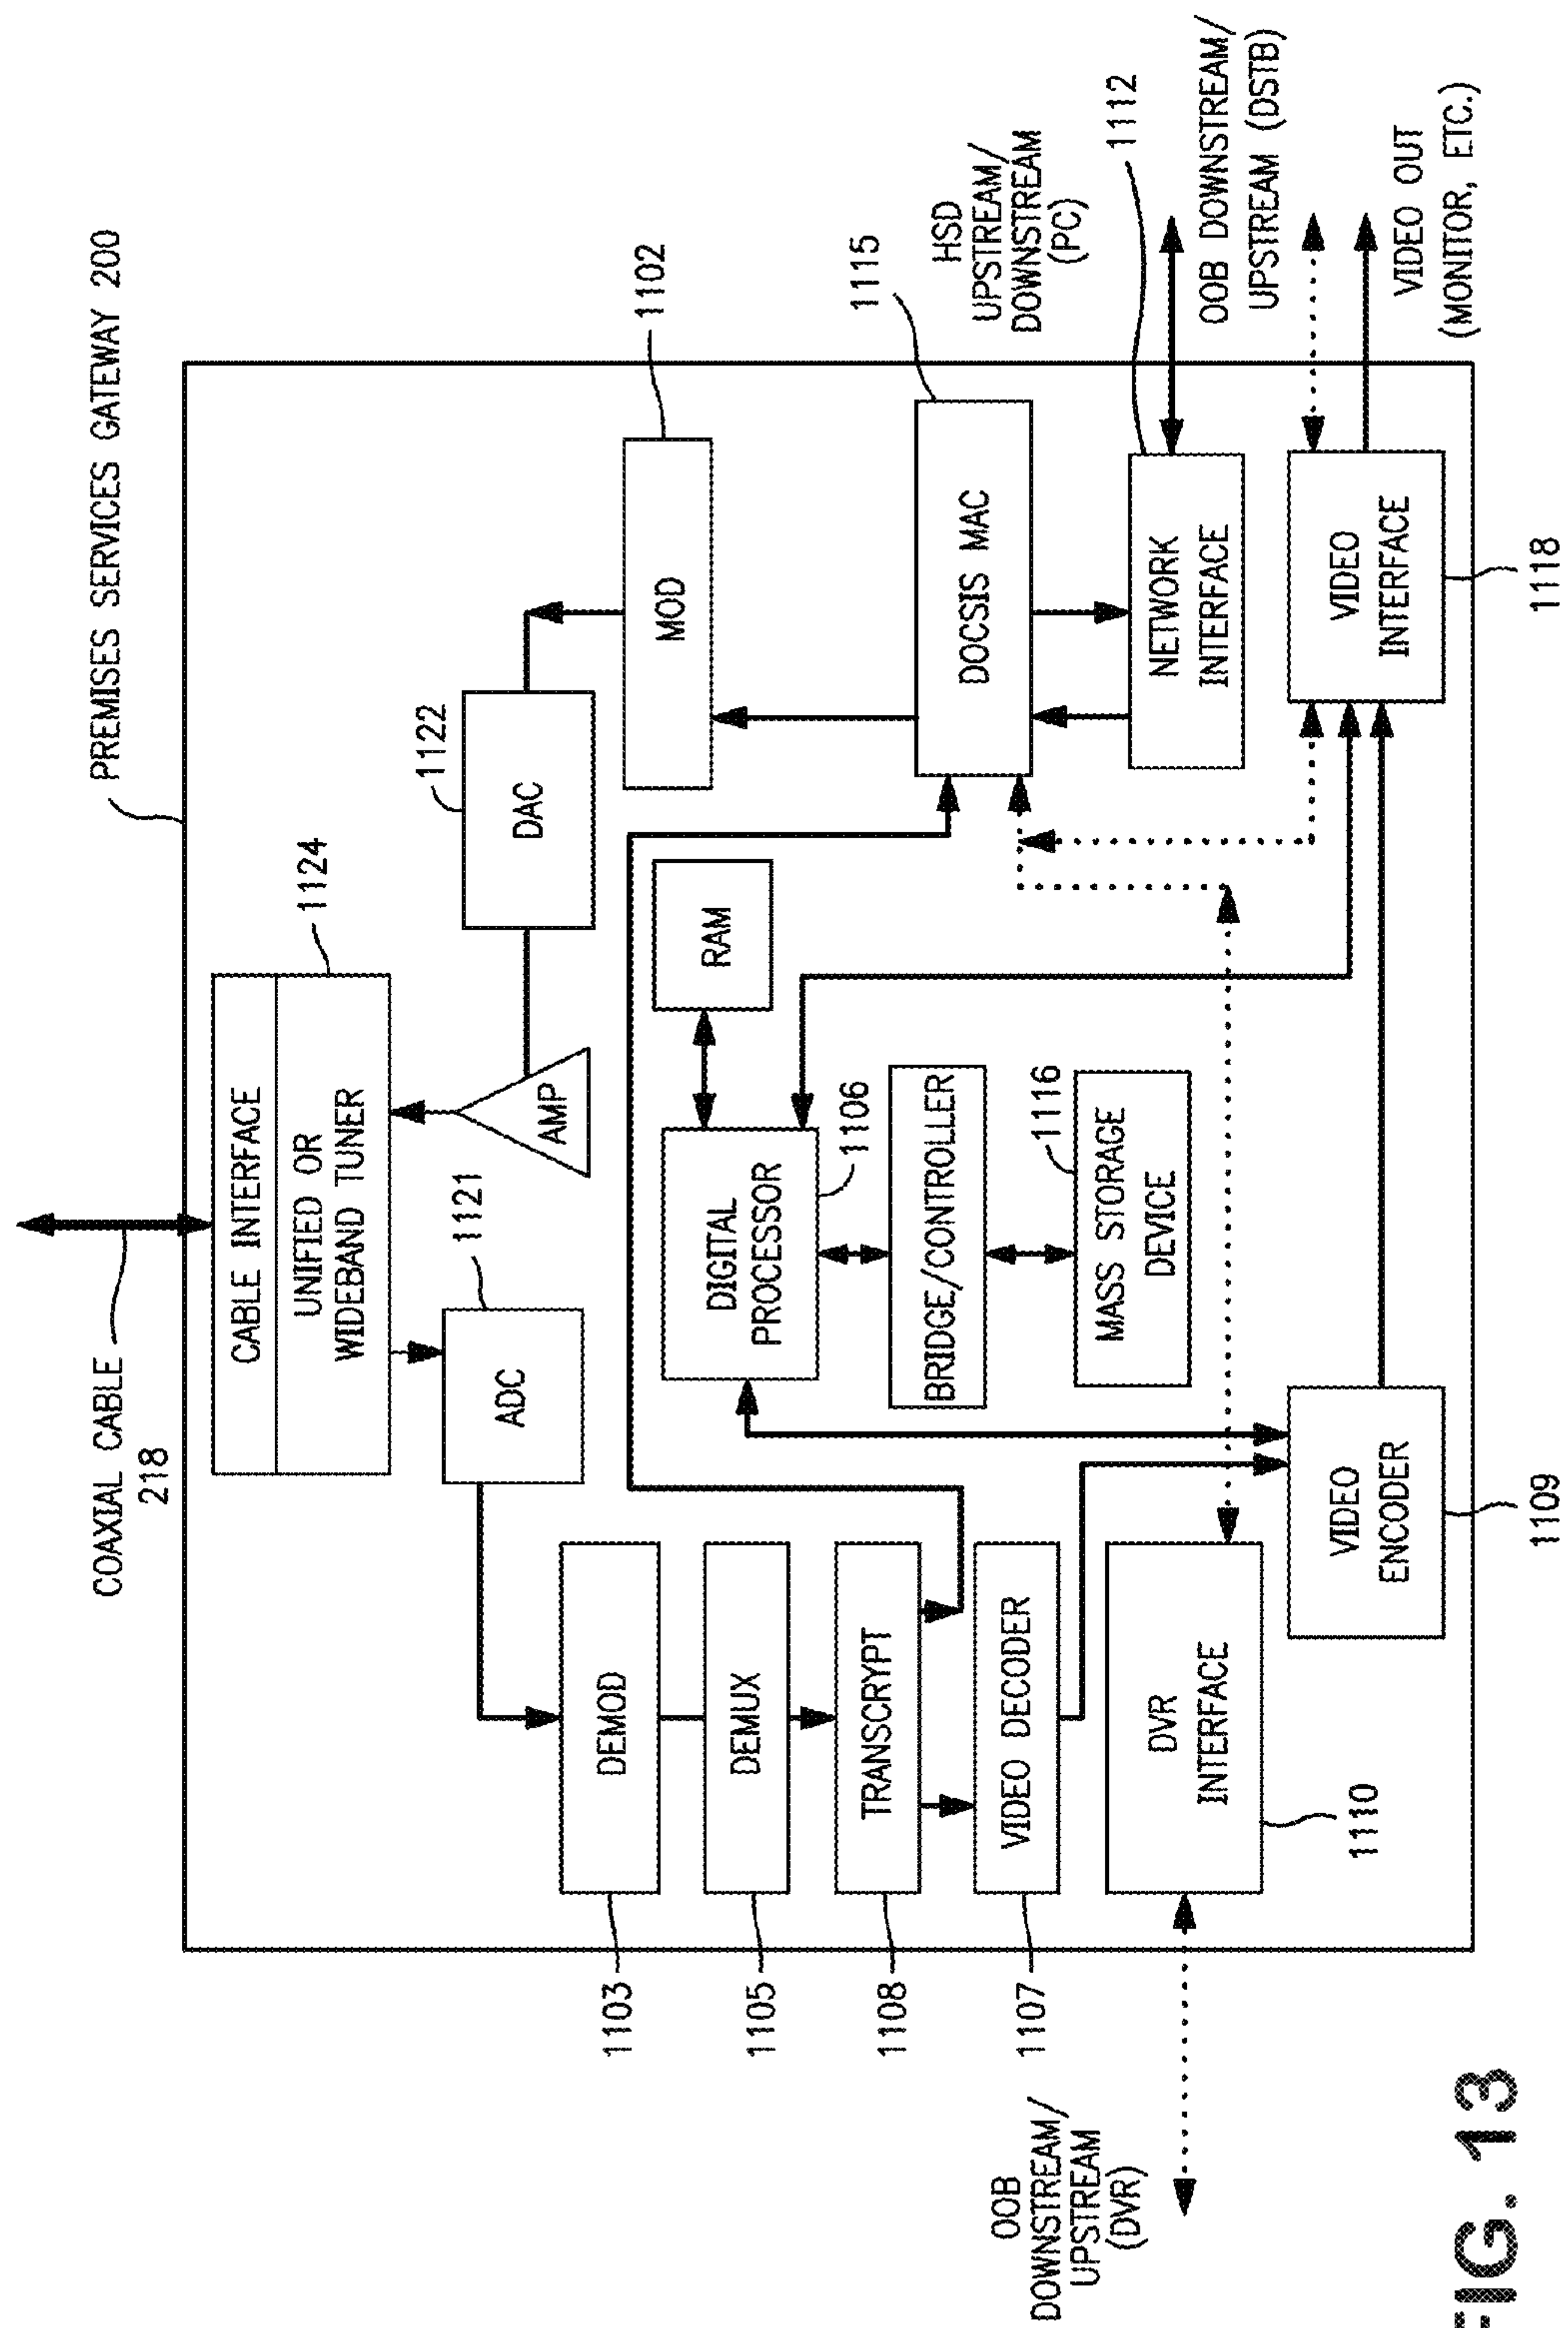 PREMISES SERVICES GATEWAY 200
COAXIAL CABLE
218
CABLE INTERFACE
UNIFIED OR
WIDEBAND TUNER
1124
1121
ADC
AMP
1122
DAC
1102
MOD
DEMOD
1103
DEMUX
1105
TRANSCRYPT
1108
VIDEO DECODER
1107
DVR
INTERFACE
1110
OOB
DOWNSTREAM/
UPSTREAM
(DVR)
RAM
DIGITAL
PROCESSOR
1106
BRIDGE/CONTROLLER
1116
MASS STORAGE
DEVICE
DOCSIS MAC
1115
HSD
UPSTREAM/
DOWNSTREAM
(PC)
NETWORK
INTERFACE
1112
OOB DOWNSTREAM/
UPSTREAM (DSTB)
VIDEO
ENCODER
1109
VIDEO
INTERFACE
1118
VIDEO OUT
(MONITOR, ETC.)
FIG. 13